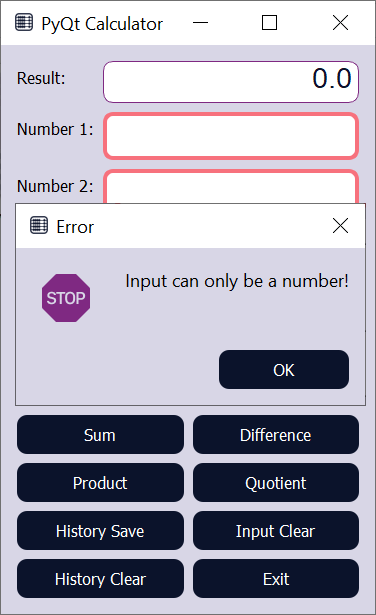 PyQt Calculator
Result:
0.0
Number 1:
Number 2:
Error
STOP
Input can only be a number!
OK
Sum
Difference
Product
Quotient
History Save
Input Clear
History Clear
Exit